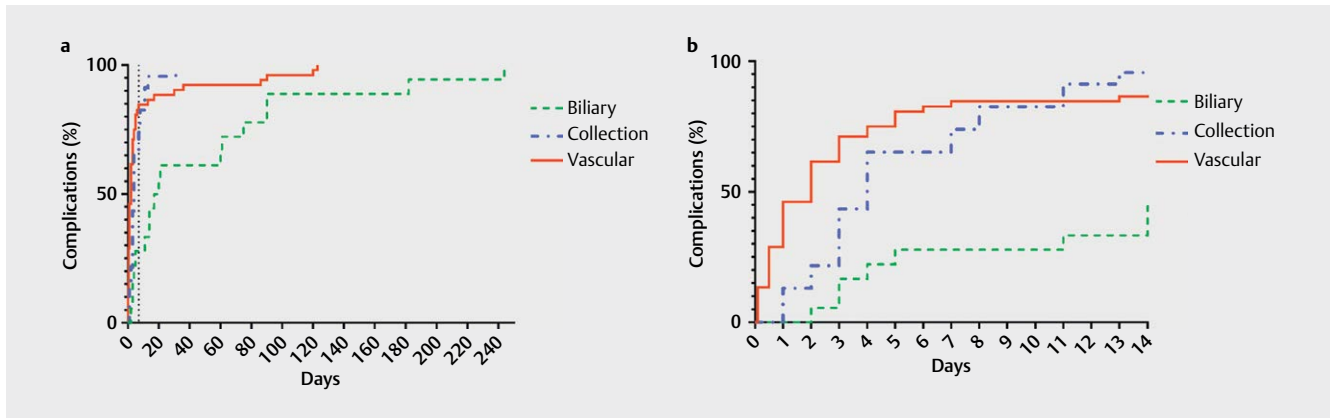 a
100
50
0
Complications (%)
0 20 40 60 80 100 120 140 160 180 200 220 240
Days
Biliary
Collection
Vascular
b
100
50
0
Complications (%)
0 1 2 3 4 5 6 7 8 9 10 11 12 13 14
Days
Biliary
Collection
Vascular